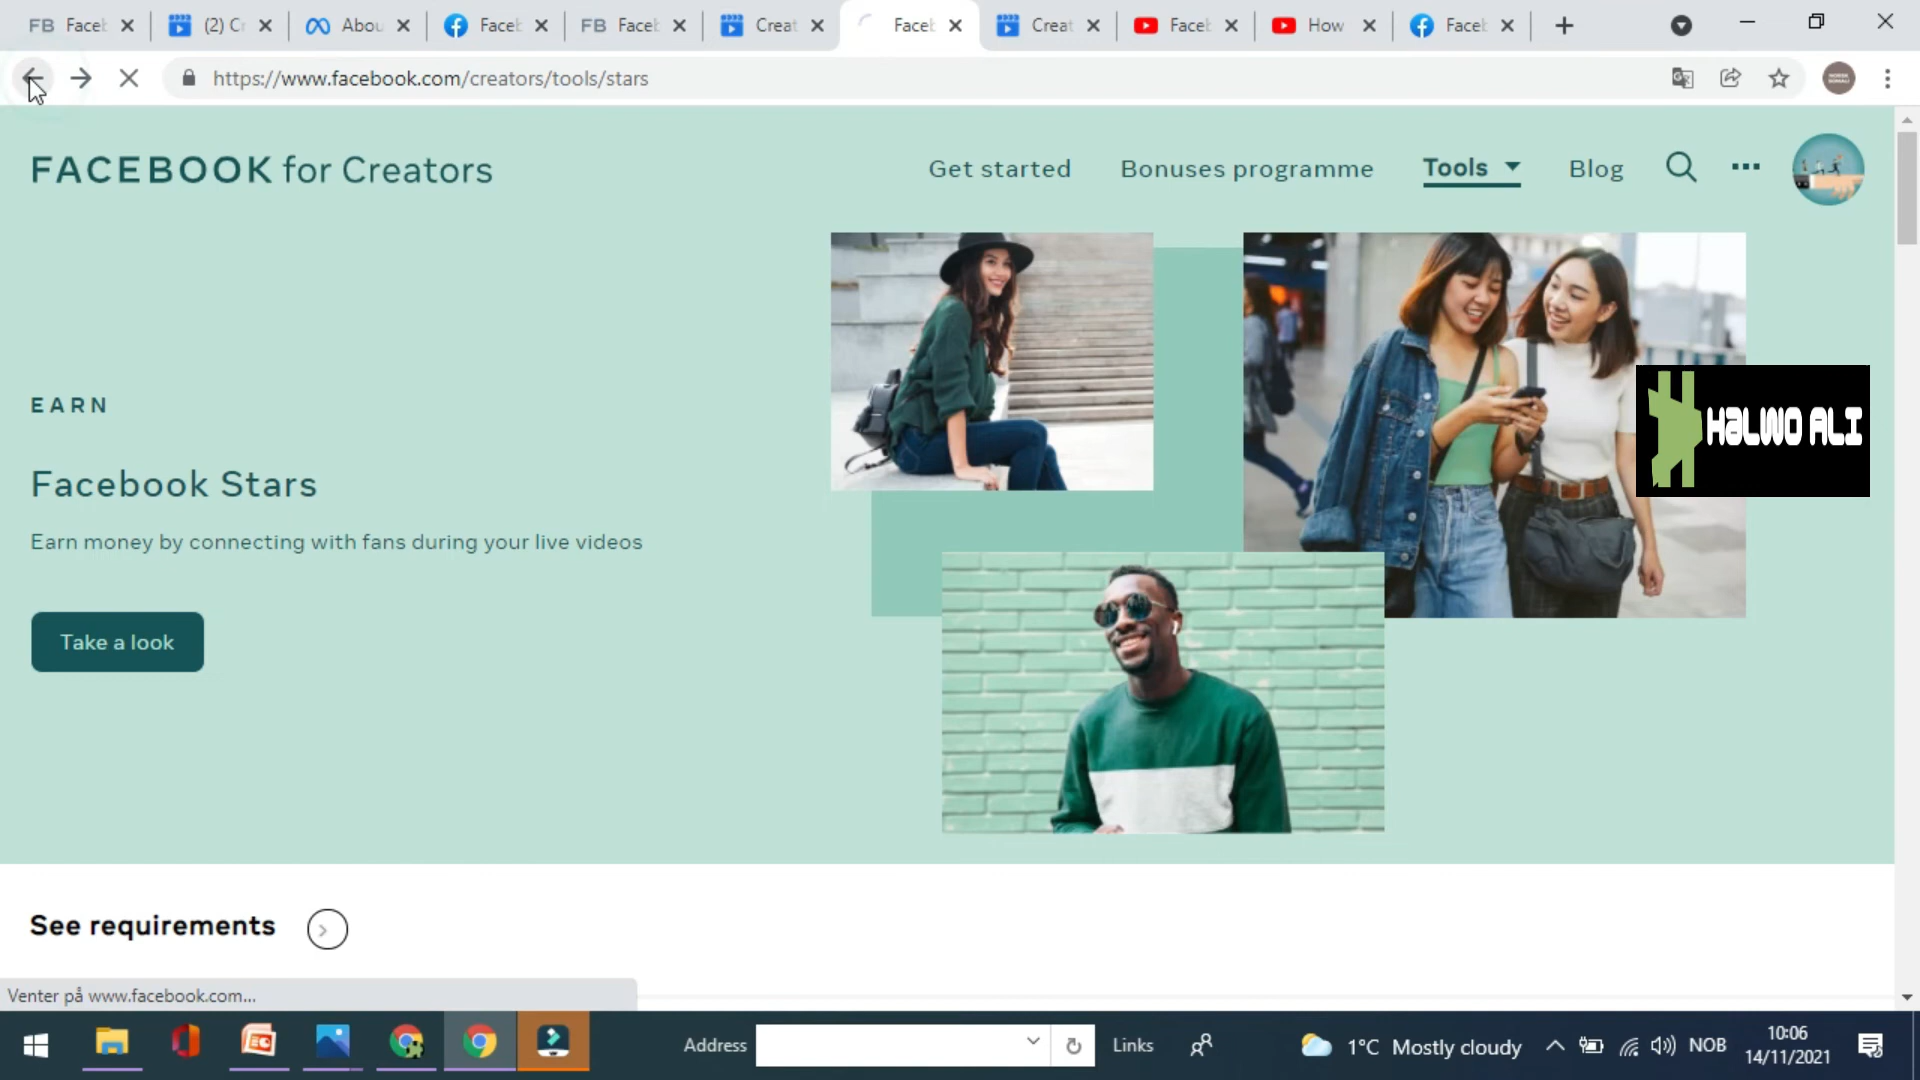 FB Faceb
(2) Cr
Abou
Faceb
FB Faceb
Creat
Faceb
Creat
Faceb
How
Faceb
https://www.facebook.com/creators/tools/stars
FACEBOOK for Creators
Get started
Bonuses programme
Tools
Blog
EARN
Facebook Stars
Earn money by connecting with fans during your live videos
Take a look
HALWO ALI
See requirements
Venter på www.facebook.com...
Address
Links
1°C Mostly cloudy
NOB
10:06
14/11/2021